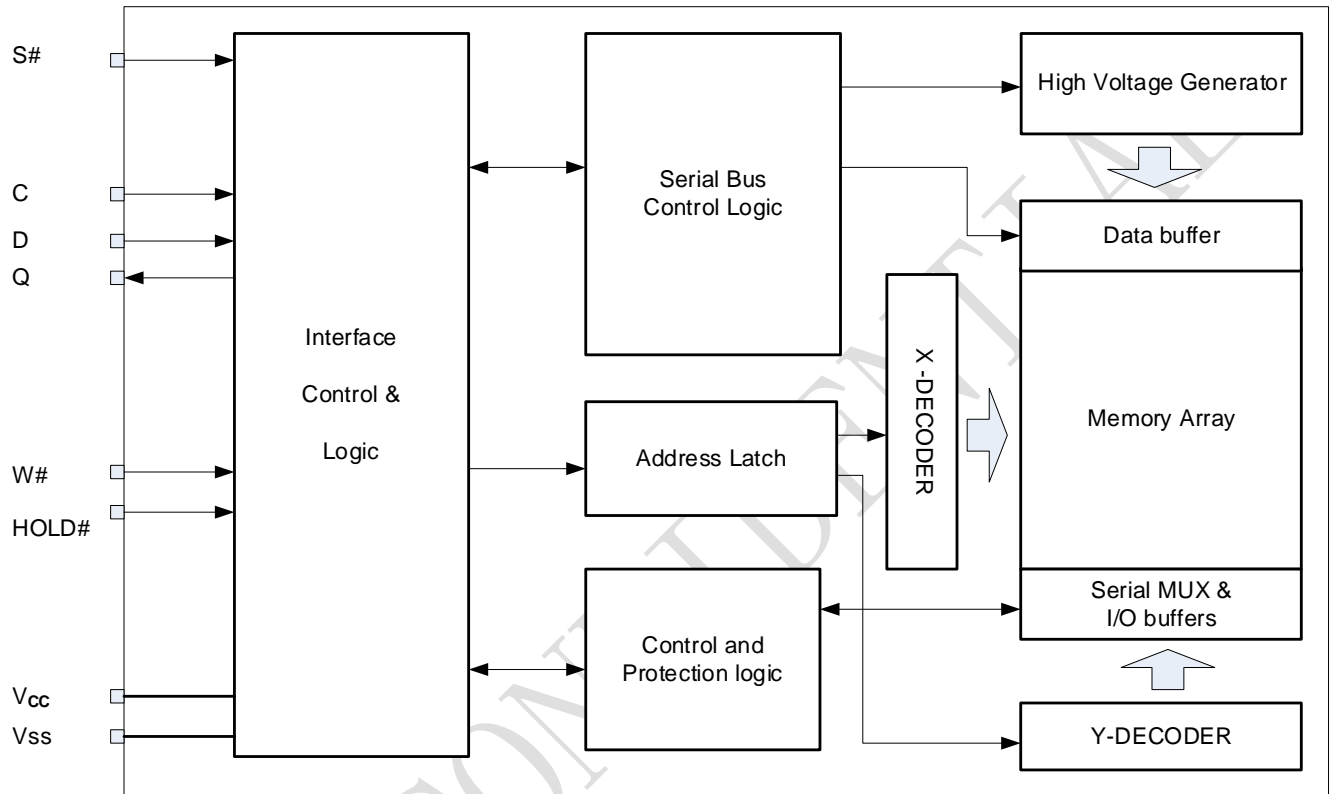 S#
C
D
Q
W#
HOLD#
Vcc
Vss
Interface
Control &
Logic
Serial Bus
Control Logic
Address Latch
Control and
Protection logic
X -DECODER
High Voltage Generator
Data buffer
Memory Array
Serial MUX &
I/O buffers
Y-DECODER
CONFIDENTIAL